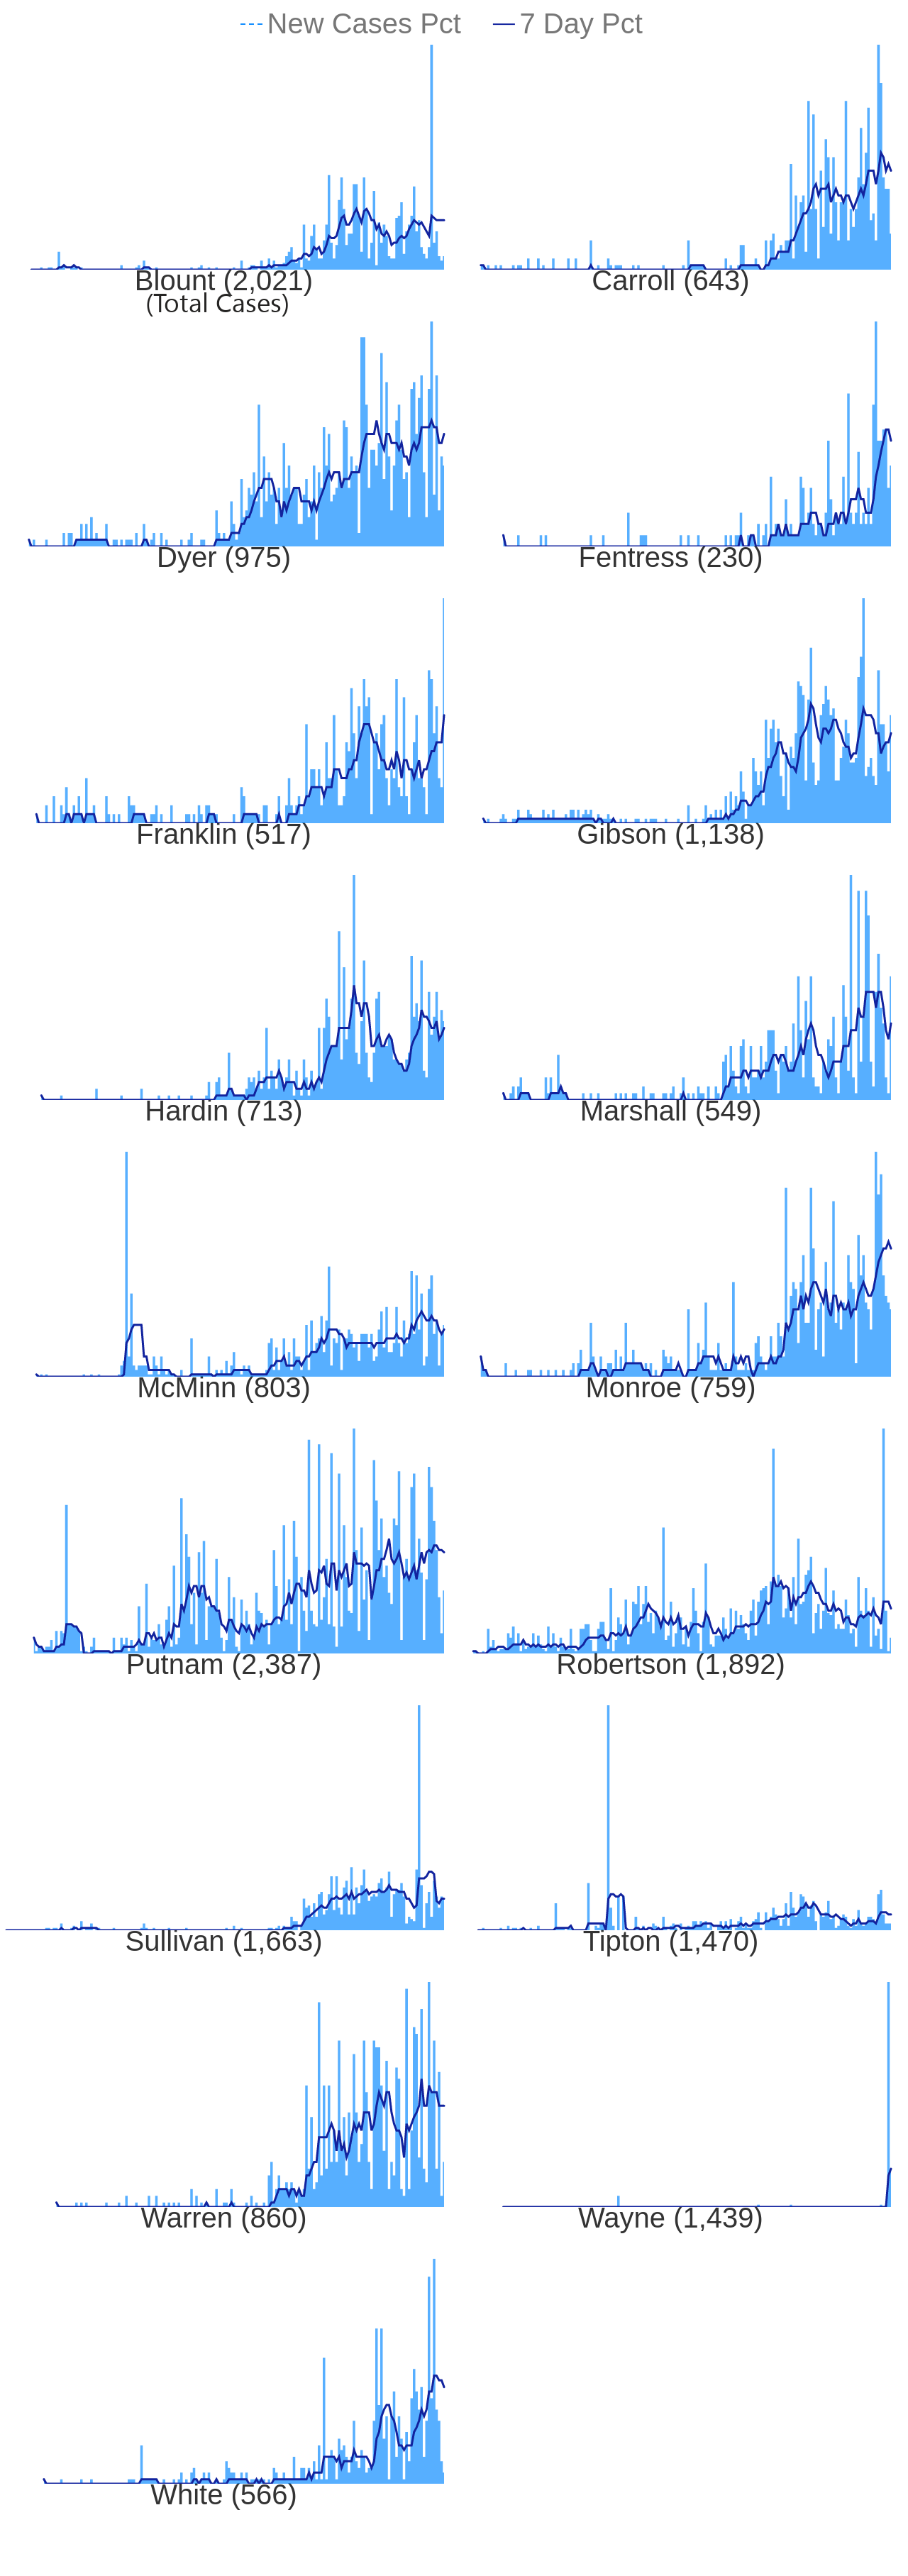 New Cases Pct 7 Day Pct
Blount (2,021) Carroll (643)
(Total Cases)
Dyer (975) Fentress (230)
Franklin (517) Gibson (1,138)
Hardin (713) Marshall (549)
McMinn (803) Monroe (759)
Putnam (2,387) Robertson (1,892)
Sullivan (1,663) Tipton (1,470)
Warren (860) Wayne (1,439)
White (566)